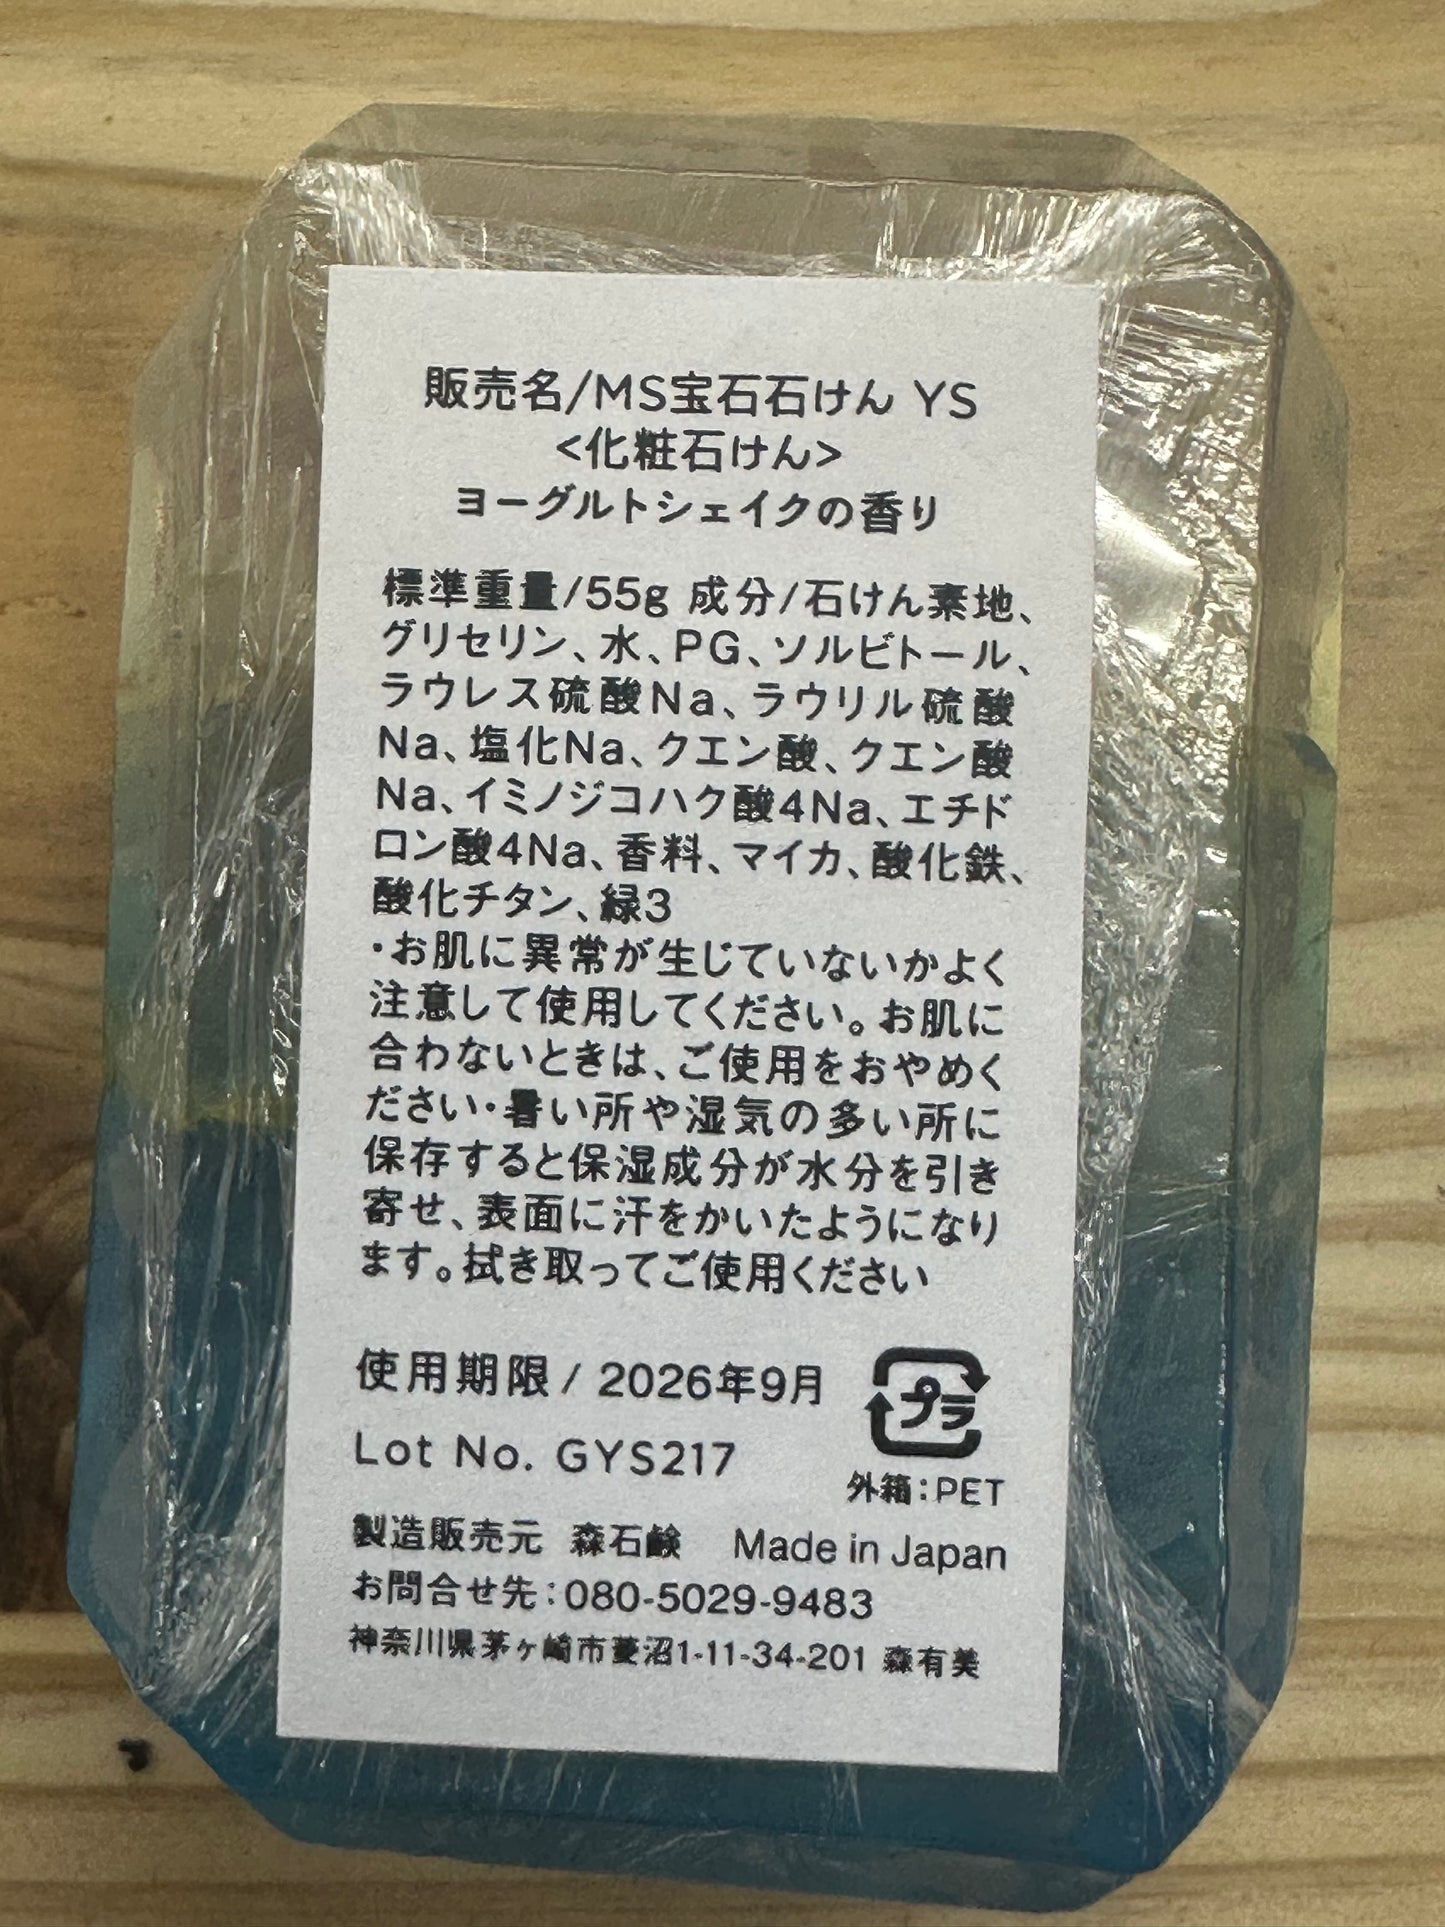 販売名/MS宝石石けん YS
<化粧石けん>
ヨーグルトシェイクの香り
標準重量/55g 成分/石けん素地、
グリセリン、水、PG、ソルビトール、
ラウレス硫酸Na、ラウリル硫酸
Na、塩化Na、クエン酸、クエン酸
Na、イミノジコハク酸4Na、エチド
ロン酸4Na、香料、マイカ、酸化鉄、
酸化チタン、緑3
・お肌に異常が生じていないかよく
注意して使用してください。お肌に
合わないときは、ご使用をおやめく
ださい・暑い所や湿気の多い所に
保存すると保湿成分が水分を引き
寄せ、表面に汗をかいたようになり
ます。拭き取ってご使用ください
使用期限/ 2026年9月
プラ
Lot No. GYS217
外箱:PET
製造販売元 森石鹸 Made in Japan
お問合せ先:080-5029-9483
神奈川県茅ヶ崎市菱沼1-11-34-201 森有美